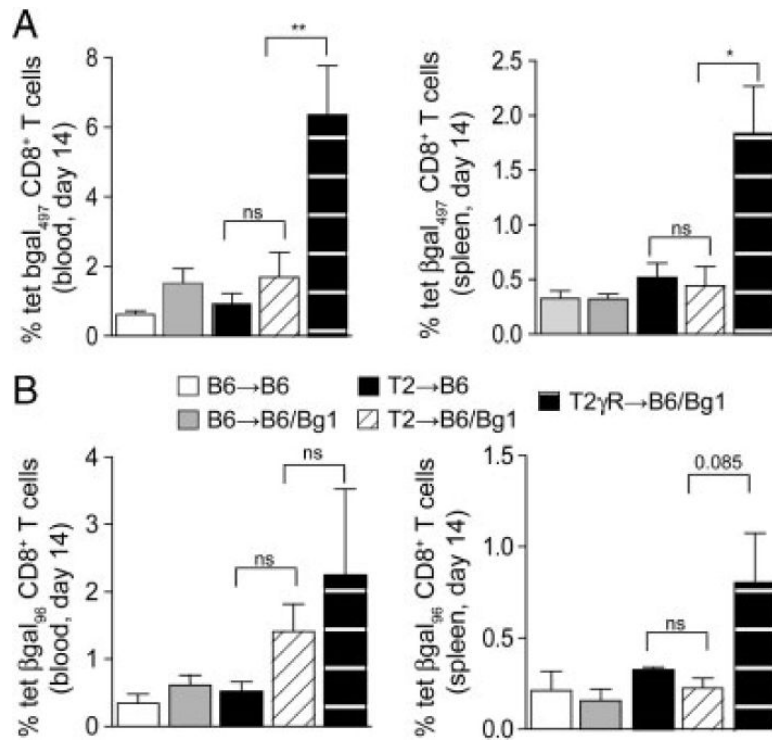 A
% tet bgal497 CD8+ T cells
(blood, day 14)
8
6
4
2
0
**
ns
% tet βgal497 CD8+ T cells
(spleen, day 14)
2.5
2.0
1.5
1.0
0.5
0.0
*
ns
B
B6→B6
T2→B6
T2γR→B6/Bg1
B6→B6/Bg1
T2→B6/Bg1
% tet βgal96 CD8+ T cells
(blood, day 14)
4
3
2
1
0
ns
ns
% tet βgal96 CD8+ T cells
(spleen, day 14)
1.5
1.0
0.5
0.0
0.085
ns